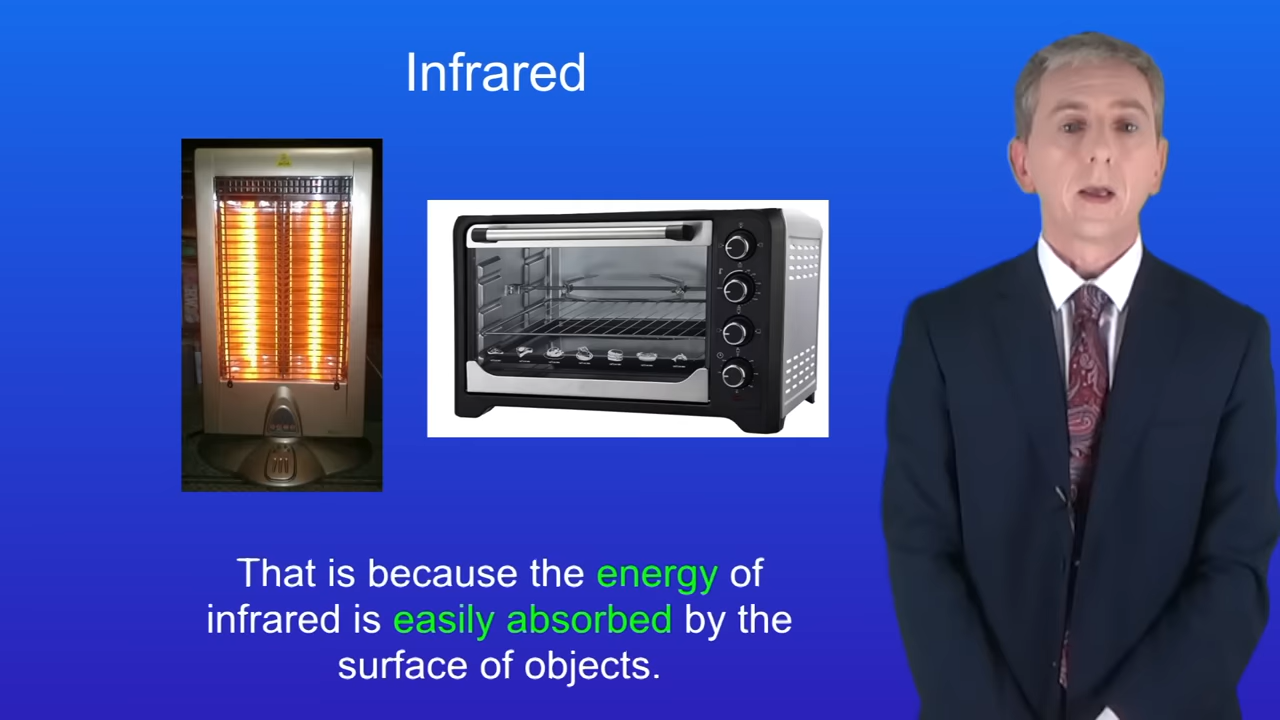 Infrared
That is because the energy of
infrared is easily absorbed by the
surface of objects.